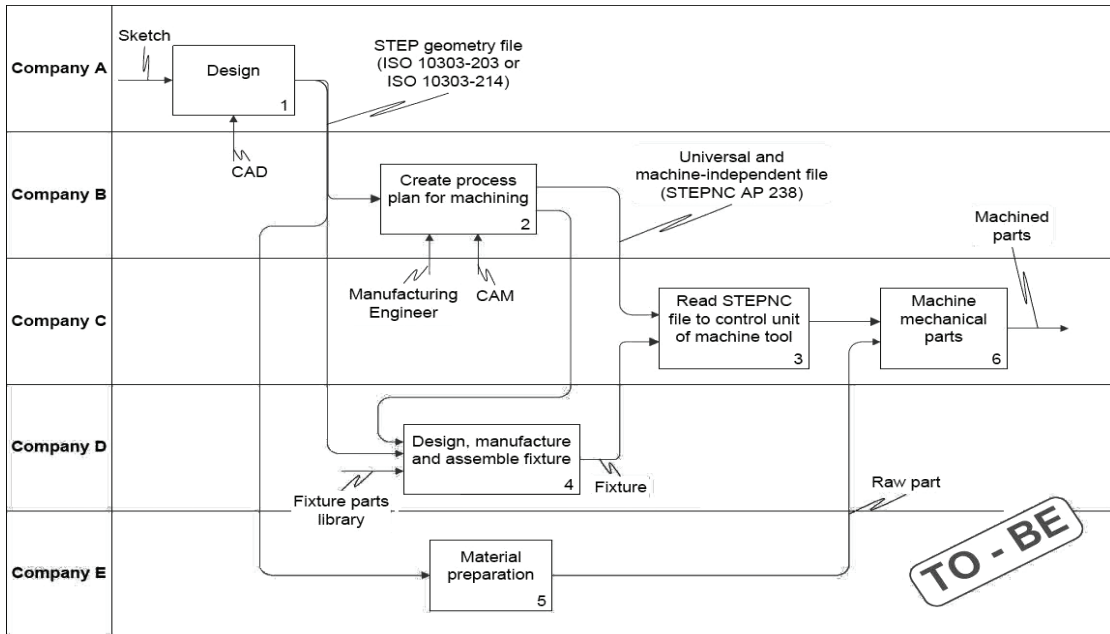 Company A
Sketch
Design
1
CAD
STEP geometry file
(ISO 10303-203 or
ISO 10303-214)
Company B
Create process
plan for machining
2
Universal and
machine-independent file
(STEPNC AP 238)
Machined
parts
Manufacturing
Engineer
CAM
Company C
Read STEPNC
file to control unit
of machine tool
3
Machine
mechanical
parts
6
Company D
Design, manufacture
and assemble fixture
4
Fixture parts
library
Fixture
Raw part
Company E
Material
preparation
5
TO - BE